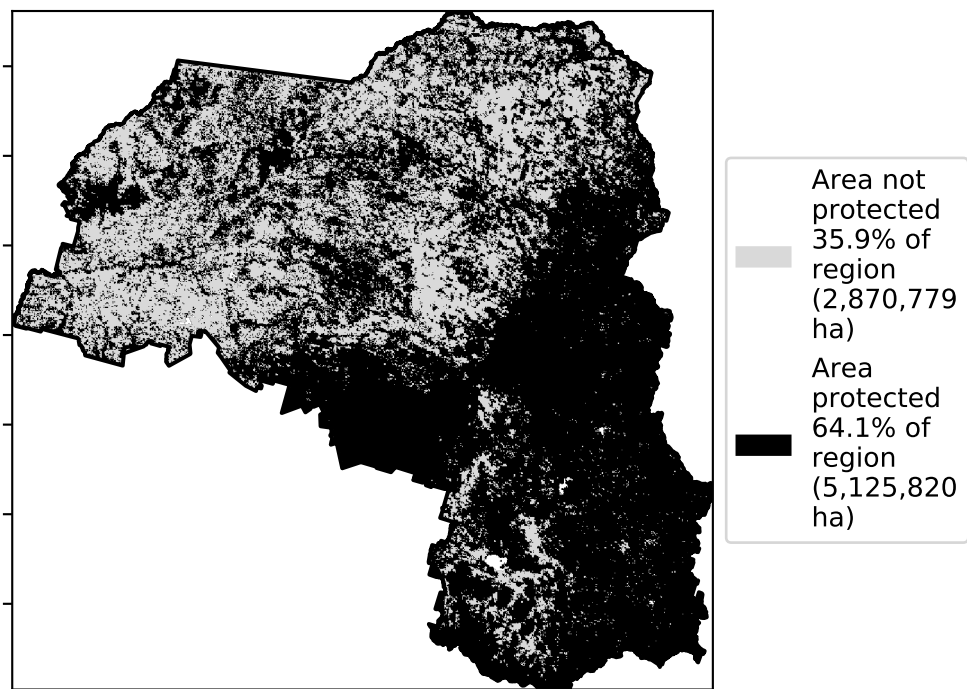 Area not
protected
35.9% of
region
(2,870,779
ha)
Area
protected
64.1% of
region
(5,125,820
ha)